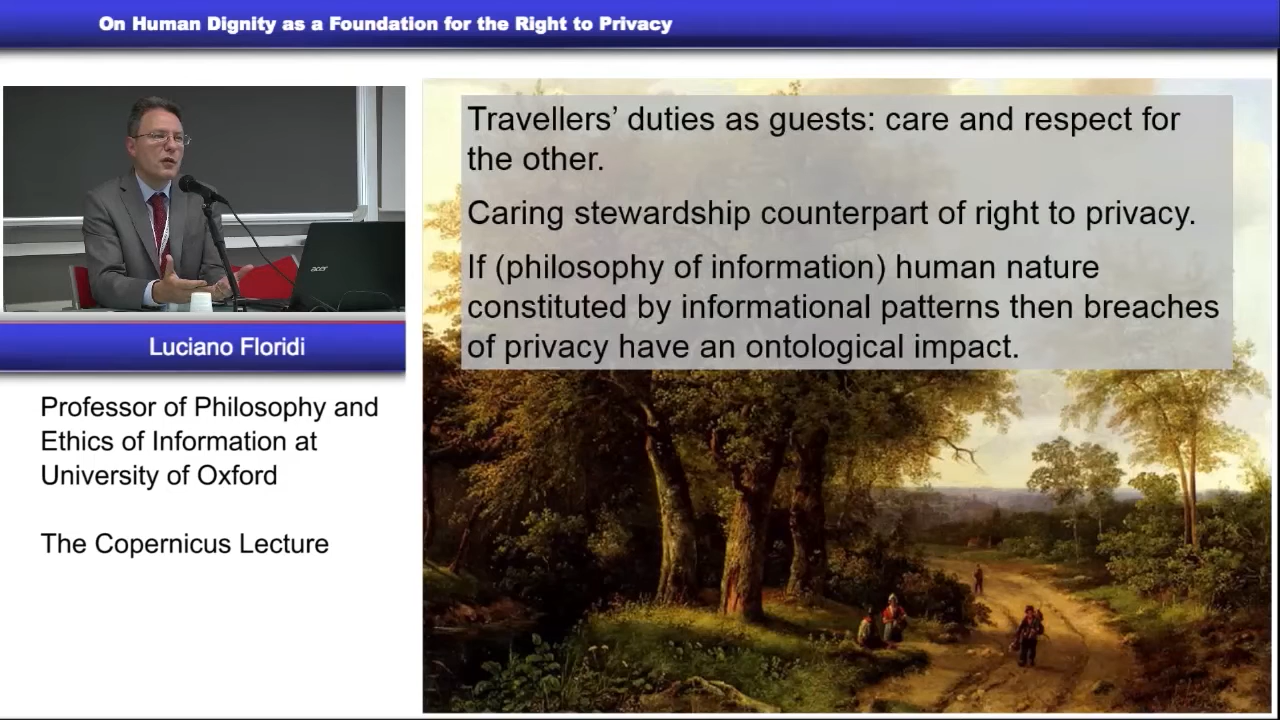 On Human Dignity as a Foundation for the Right to Privacy
acer
Luciano Floridi
Professor of Philosophy and
Ethics of Information at
University of Oxford
The Copernicus Lecture
Travellers’ duties as guests: care and respect for
the other.
Caring stewardship counterpart of right to privacy.
If (philosophy of information) human nature
constituted by informational patterns then breaches
of privacy have an ontological impact.